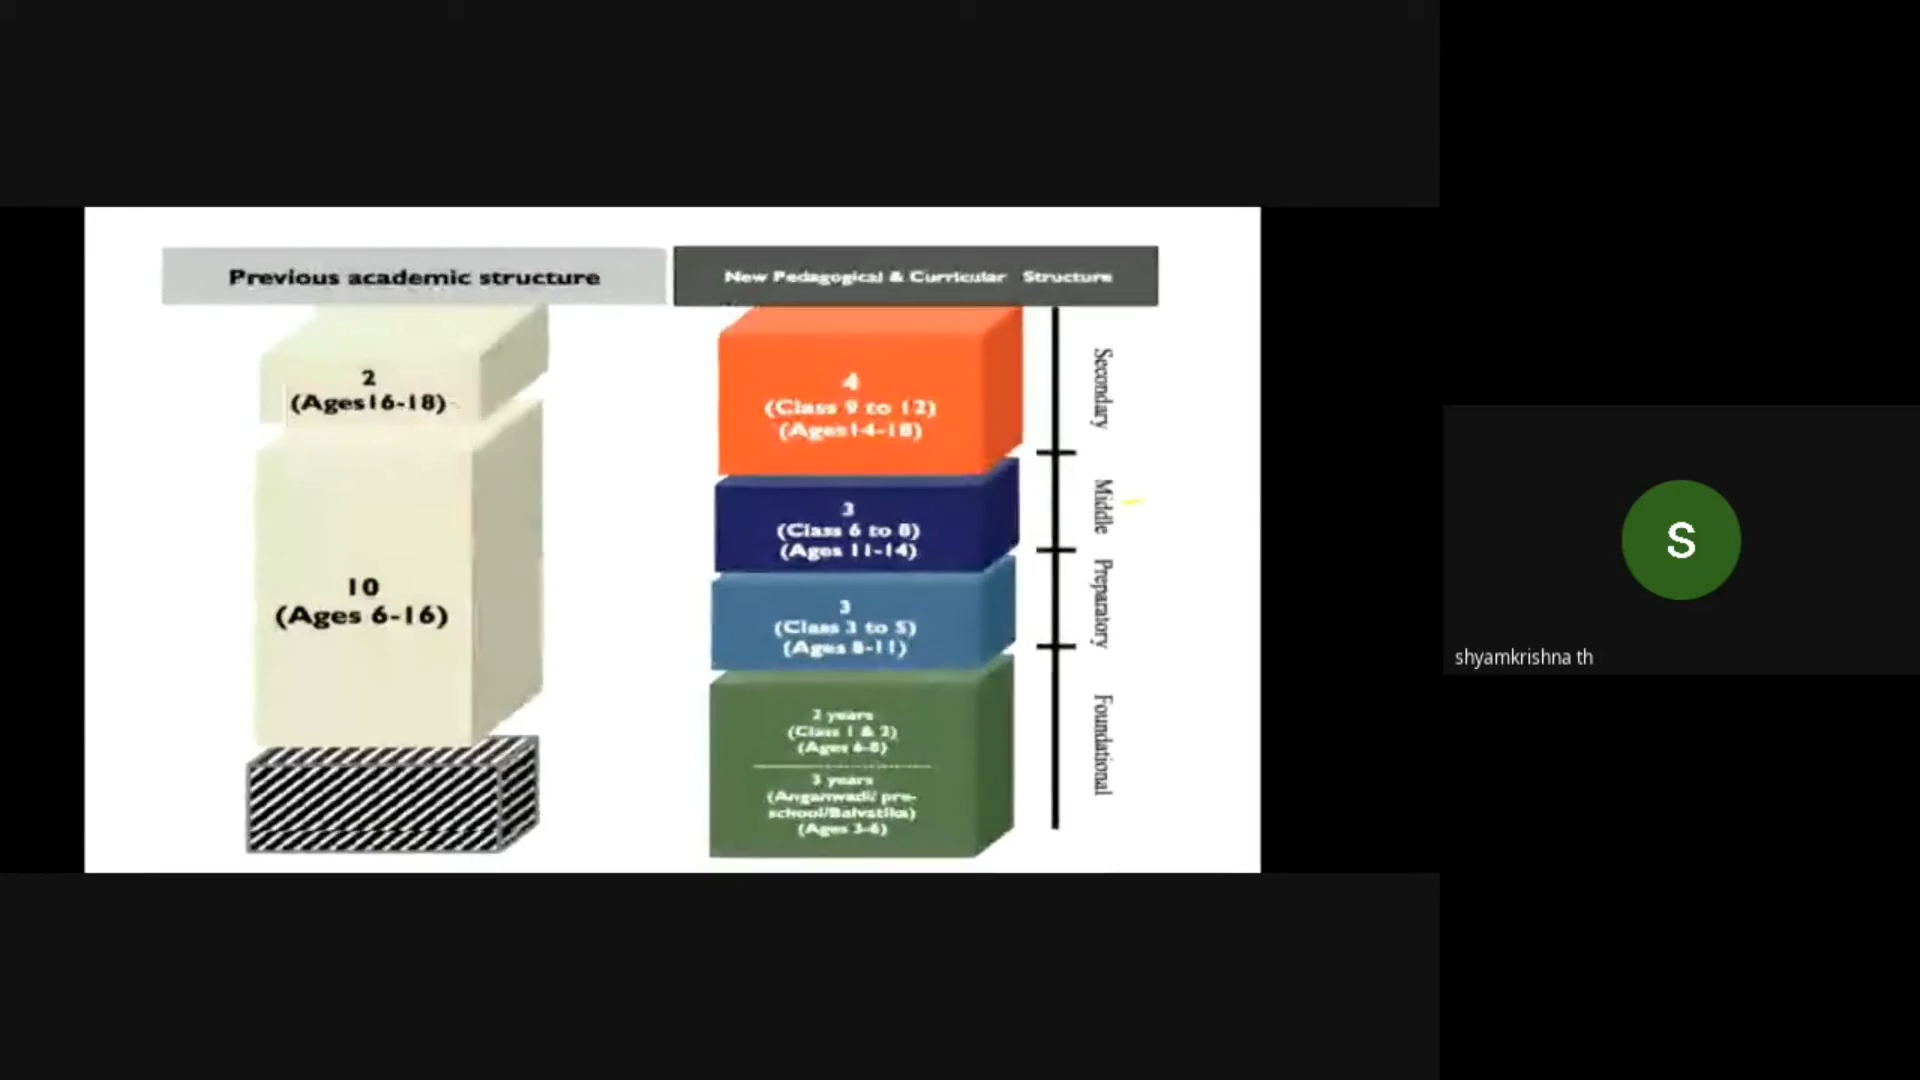 Previous academic structure
New Pedagogical & Curricular Structure
2
(Ages16-18)
10
(Ages 6-16)
4
(Class 9 to 12)
(Ages14-18)
3
(Class 6 to 8)
(Ages 11-14)
3
(Class 3 to 5)
(Ages 8-11)
2 years
(Class 1 & 2)
(Ages 6-8)
3 years
(Anganwadi/ pre-
school/Balvatika)
(Ages 3-6)
Secondary
Middle
Preparatory
Foundational
S
shyamkrishna th